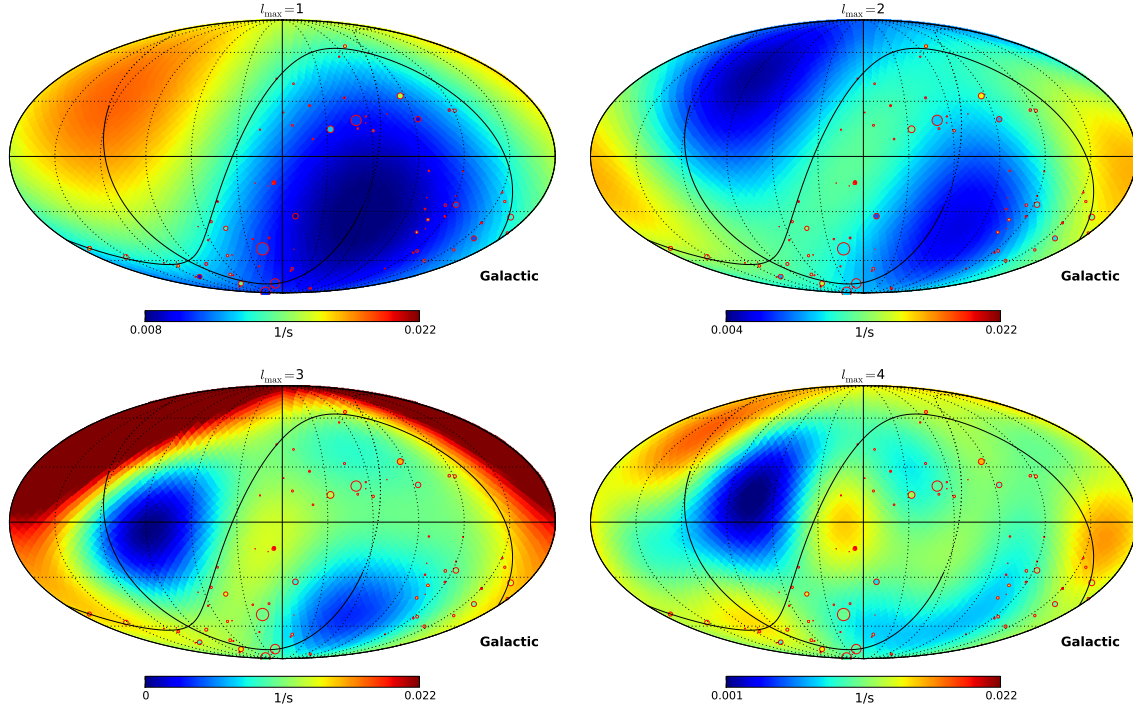 l_max=1
l_max=2
Galactic
Galactic
0.008 0.022
1/s
0.004 0.022
1/s
l_max=3
l_max=4
Galactic
Galactic
0 0.022
1/s
0.001 0.022
1/s